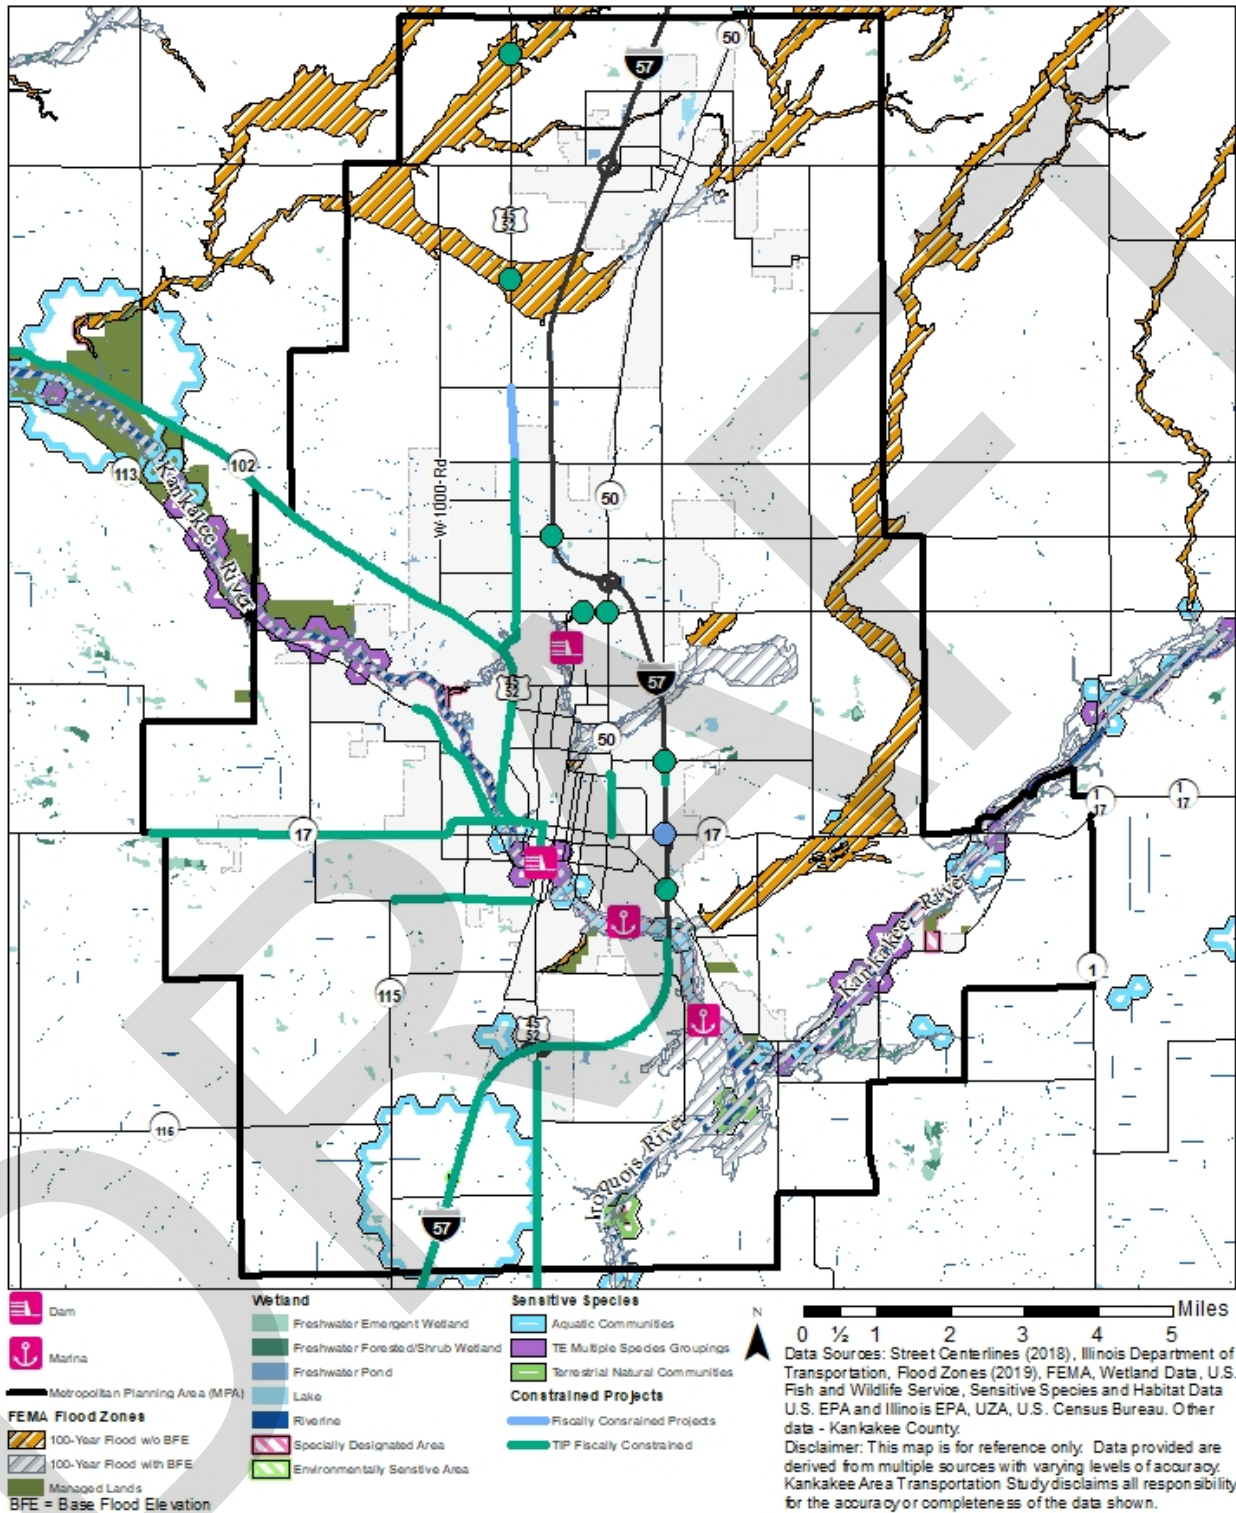 50
57
45
52
W-1000-Rd
102
113
50
Kankakee River
57
45
52
50
1
17
1
17
17
17
Kankakee River
115
1
45
52
115
Iroquois River
57
DRAFT
Dam
Marina
Metropolitan Planning Area (MPA)
FEMA Flood Zones
100-Year Flood w/o BFE
100-Year Flood with BFE
Managed Lands
BFE = Base Flood Elevation
Wetland
Freshwater Emergent Wetland
Freshwater Forested/Shrub Wetland
Freshwater Pond
Lake
Riverine
Specially Designated Area
Environmentally Senstive Area
Sensitive Species
Aquatic Communities
TE Multiple Species Groupings
Terrestrial Natural Communities
Constrained Projects
Fiscally Consrained Projects
TIP Fiscally Constrained
N
Miles
0 ½ 1 2 3 4 5
Data Sources: Street Centerlines (2018), Illinois Department of
Transportation, Flood Zones (2019), FEMA, Wetland Data, U.S.
Fish and Wildlife Service, Sensitive Species and Habitat Data
U.S. EPA and Illinois EPA, UZA, U.S. Census Bureau. Other
data - Kankakee County.
Disclaimer: This map is for reference only. Data provided are
derived from multiple sources with varying levels of accuracy.
Kankakee Area Transportation Study disclaims all responsibility
for the accuracy or completeness of the data shown.